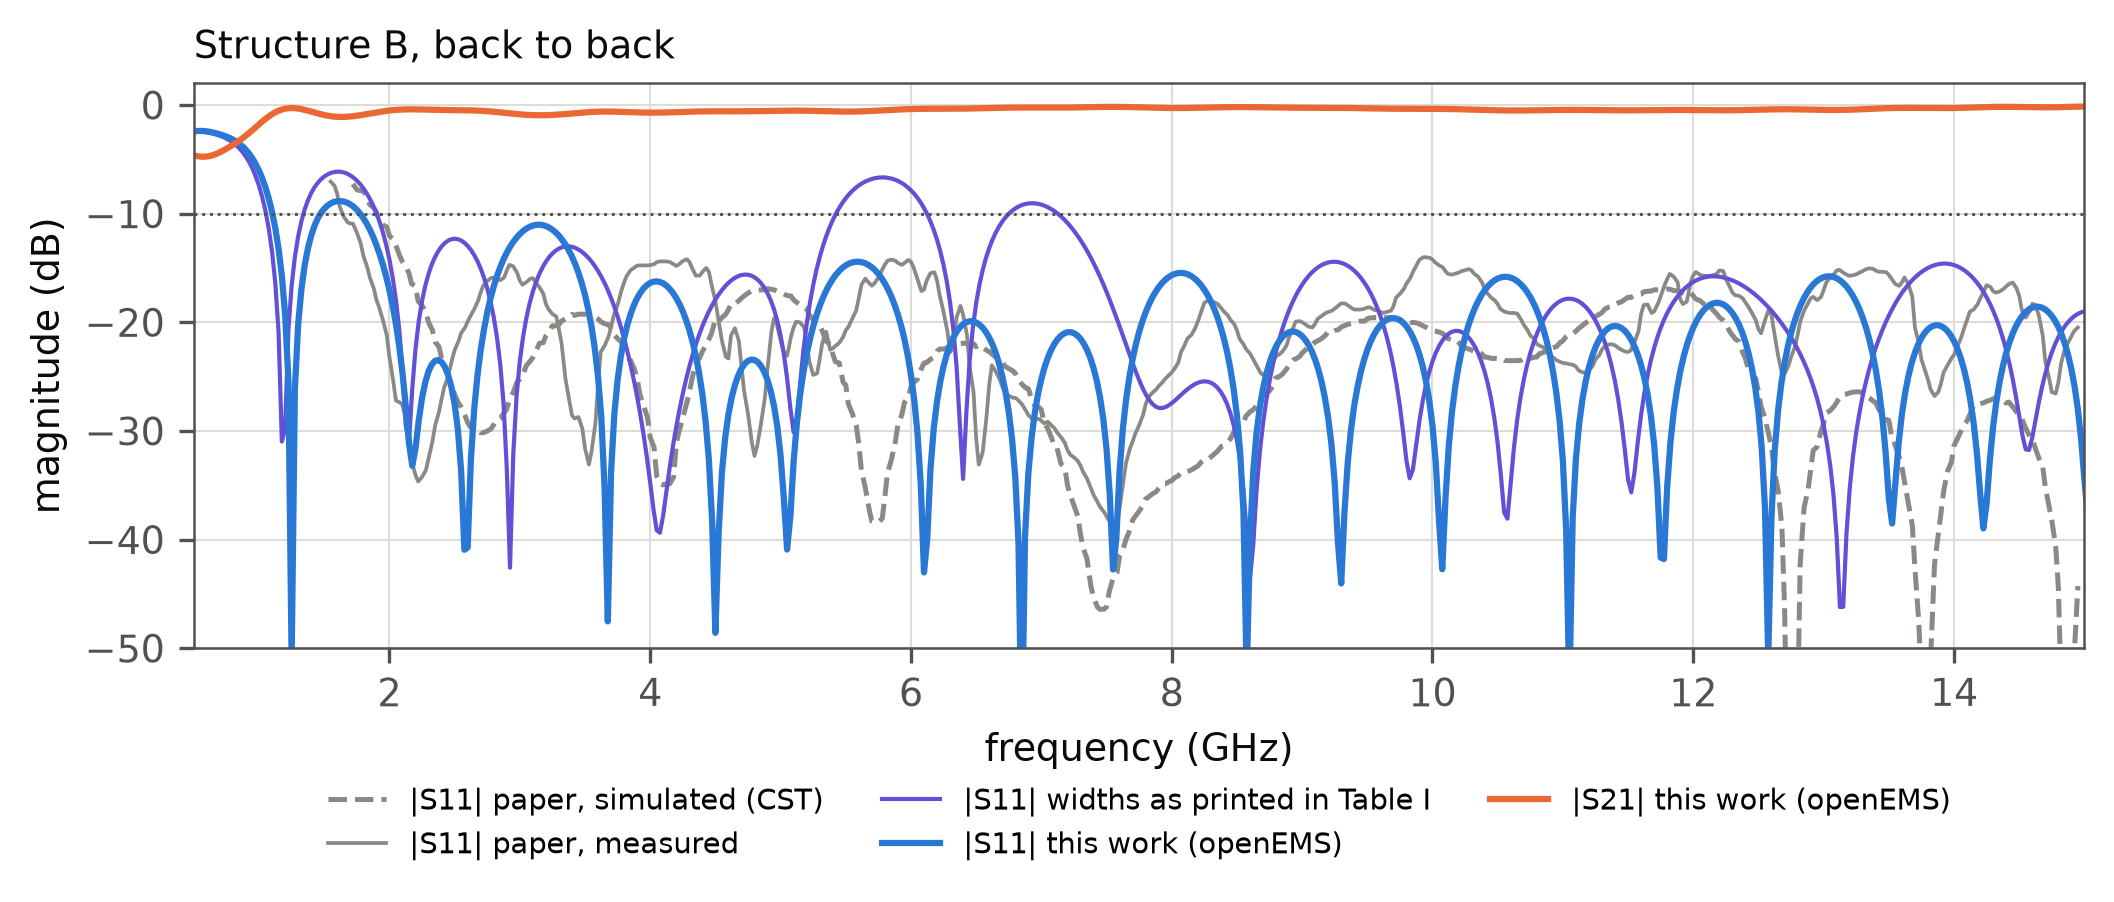 Structure B, back to back
magnitude (dB)
0
−10
−20
−30
−40
−50
2 4 6 8 10 12 14
frequency (GHz)
|S11| paper, simulated (CST)
|S11| paper, measured
|S11| widths as printed in Table I
|S11| this work (openEMS)
|S21| this work (openEMS)